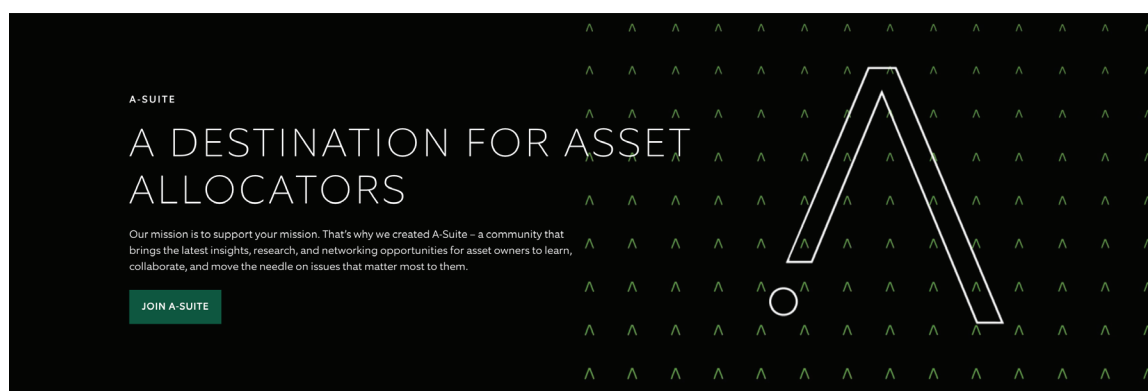 A-SUITE
A DESTINATION FOR ASSET
ALLOCATORS
Our mission is to support your mission. That's why we created A-Suite – a community that
brings the latest insights, research, and networking opportunities for asset owners to learn,
collaborate, and move the needle on issues that matter most to them.
JOIN A-SUITE